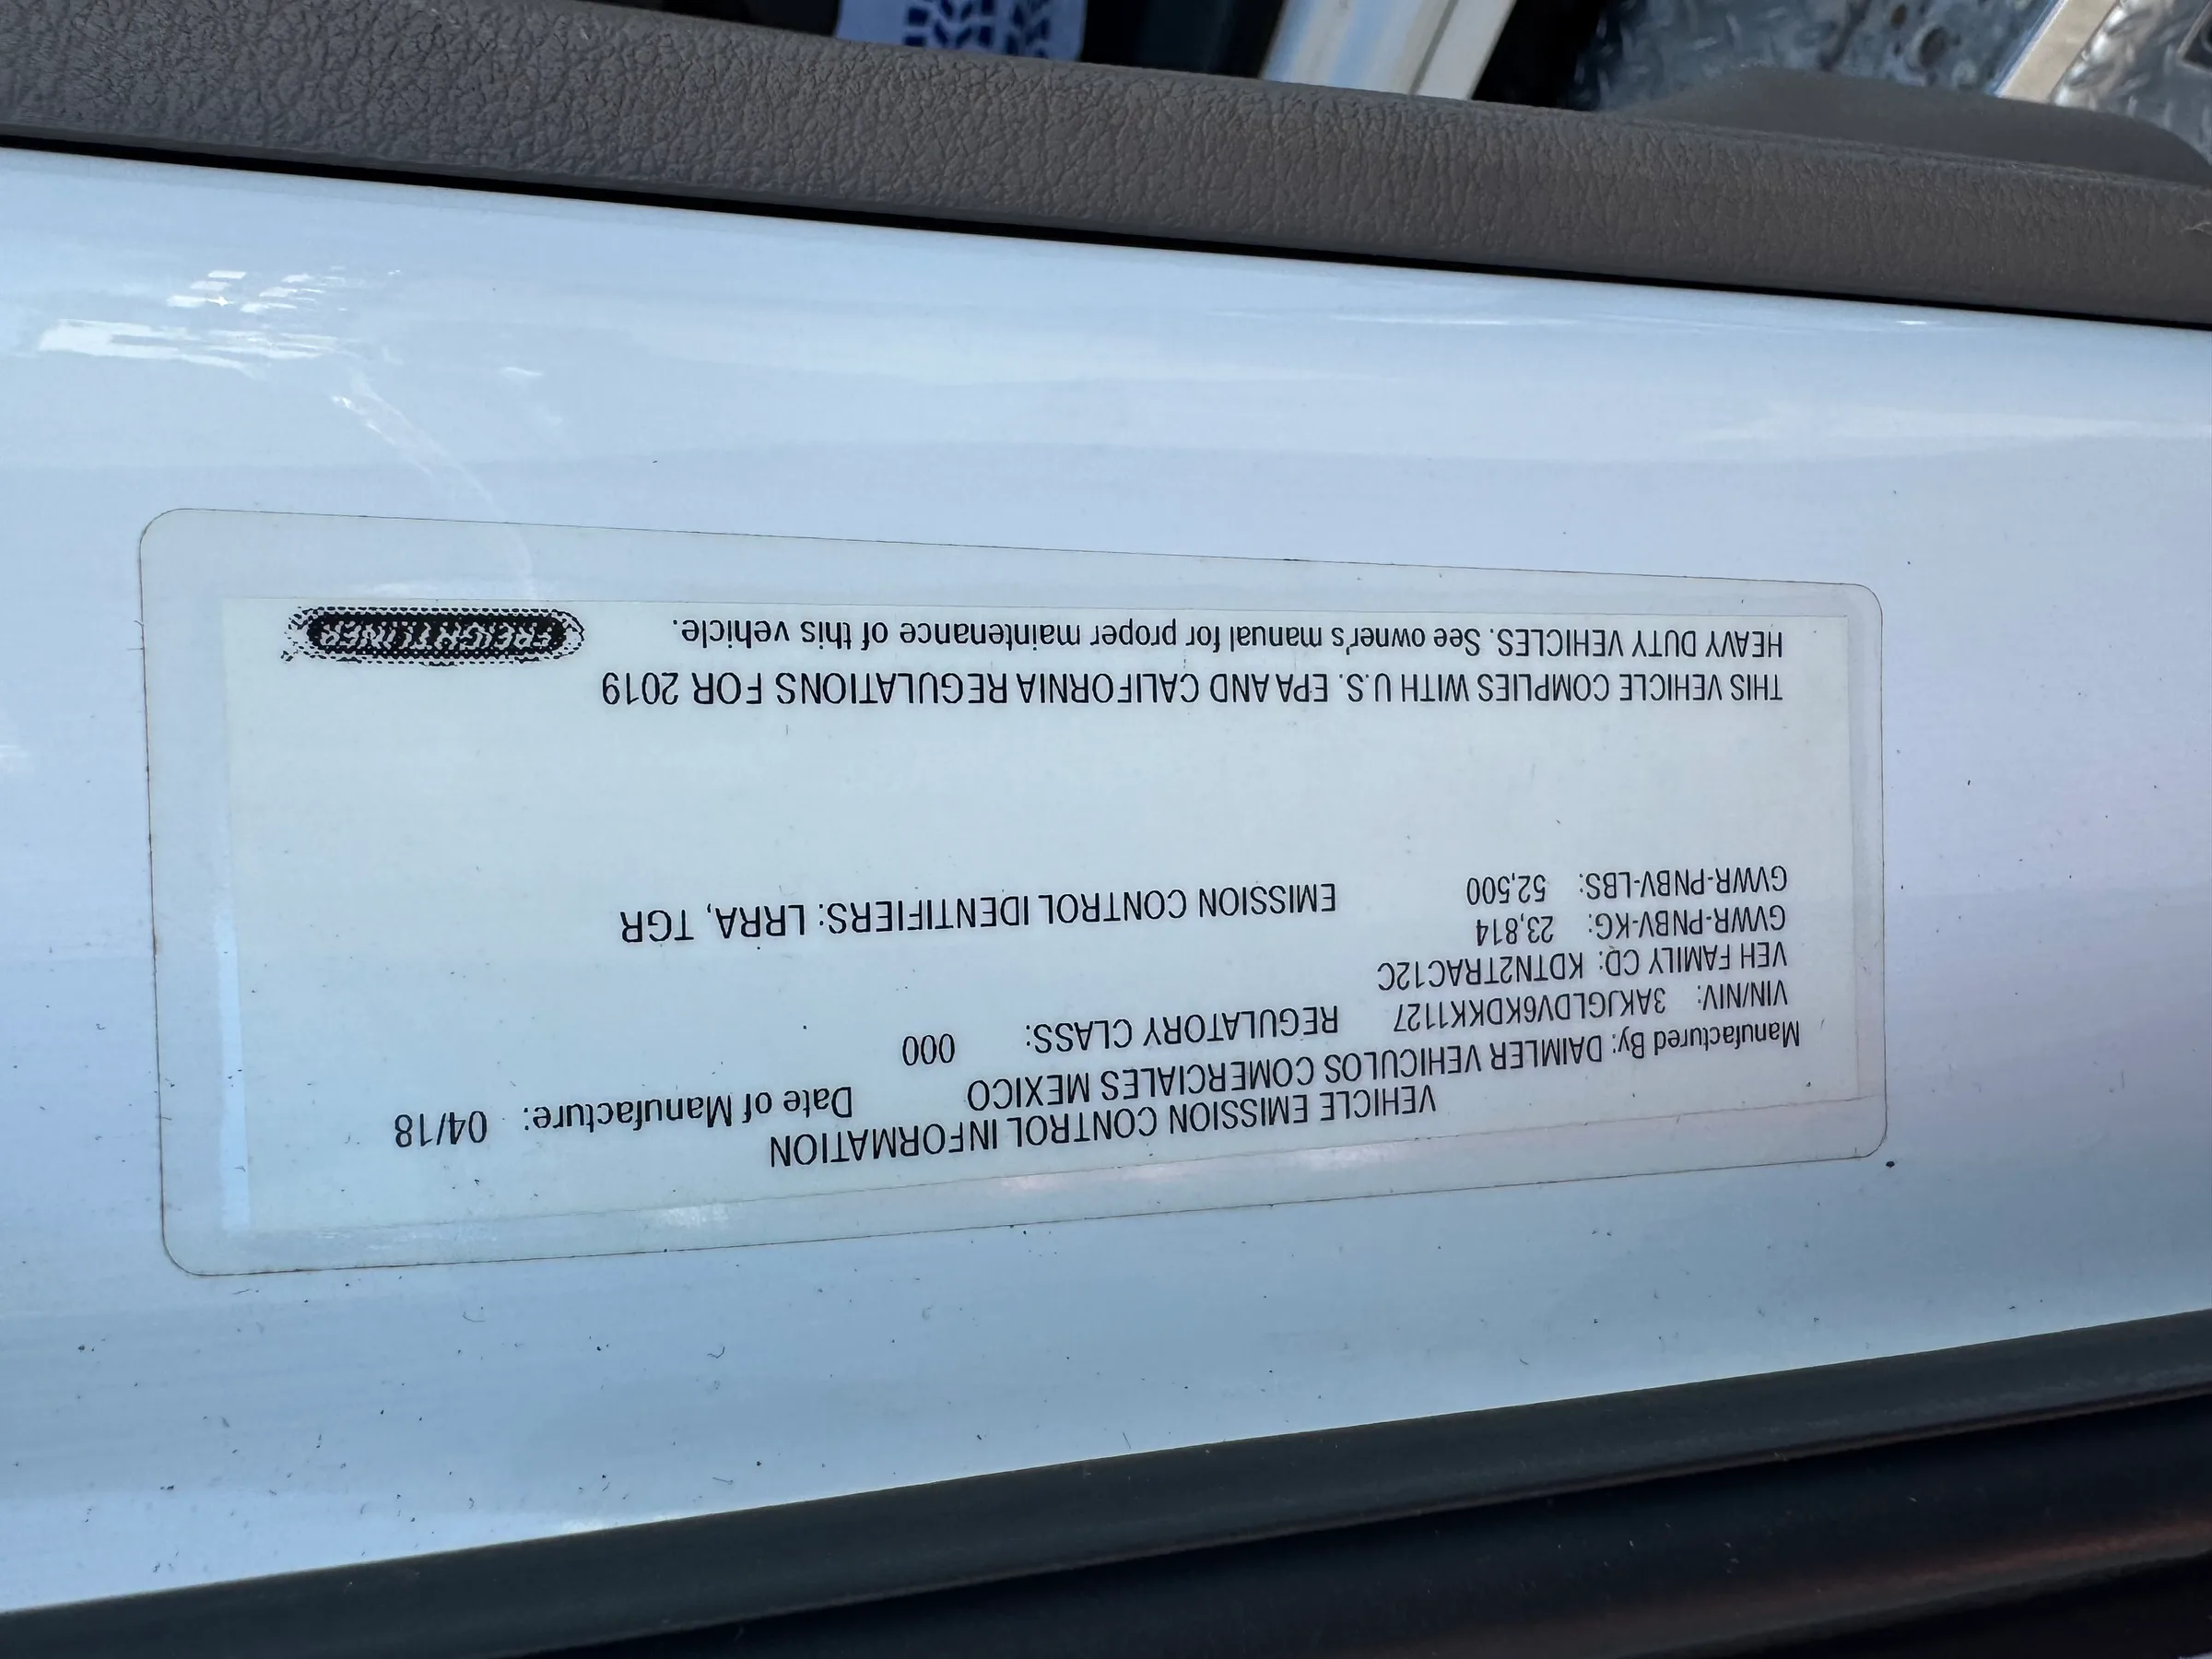 VEHICLE EMISSION CONTROL INFORMATION
Manufactured By: DAIMLER VEHICULOS COMERCIALES MEXICO Date of Manufacture: 04/18
VIN/NIV: 3AKJGLDV6KDKK1127 REGULATORY CLASS: 000
VEH FAMILY CD: KDTN2TRAC12C
GVWR-PNBV-KG: 23,814
GVWR-PNBV-LBS: 52,500 EMISSION CONTROL IDENTIFIERS: LRRA, TGR
THIS VEHICLE COMPLIES WITH U.S. EPA AND CALIFORNIA REGULATIONS FOR 2019
HEAVY DUTY VEHICLES. See owner's manual for proper maintenance of this vehicle.
FREIGHTLINER